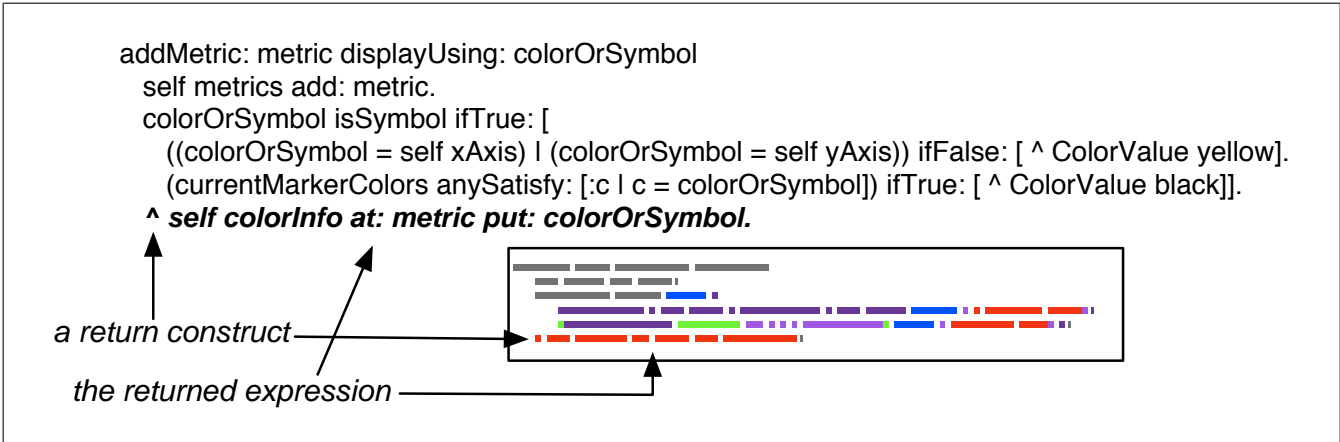 addMetric: metric displayUsing: colorOrSymbol
self metrics add: metric.
colorOrSymbol isSymbol ifTrue: [
((colorOrSymbol = self xAxis) | (colorOrSymbol = self yAxis)) ifFalse: [ ^ ColorValue yellow].
(currentMarkerColors anySatisfy: [:c | c = colorOrSymbol]) ifTrue: [ ^ ColorValue black]].
^ self colorInfo at: metric put: colorOrSymbol.
a return construct
the returned expression